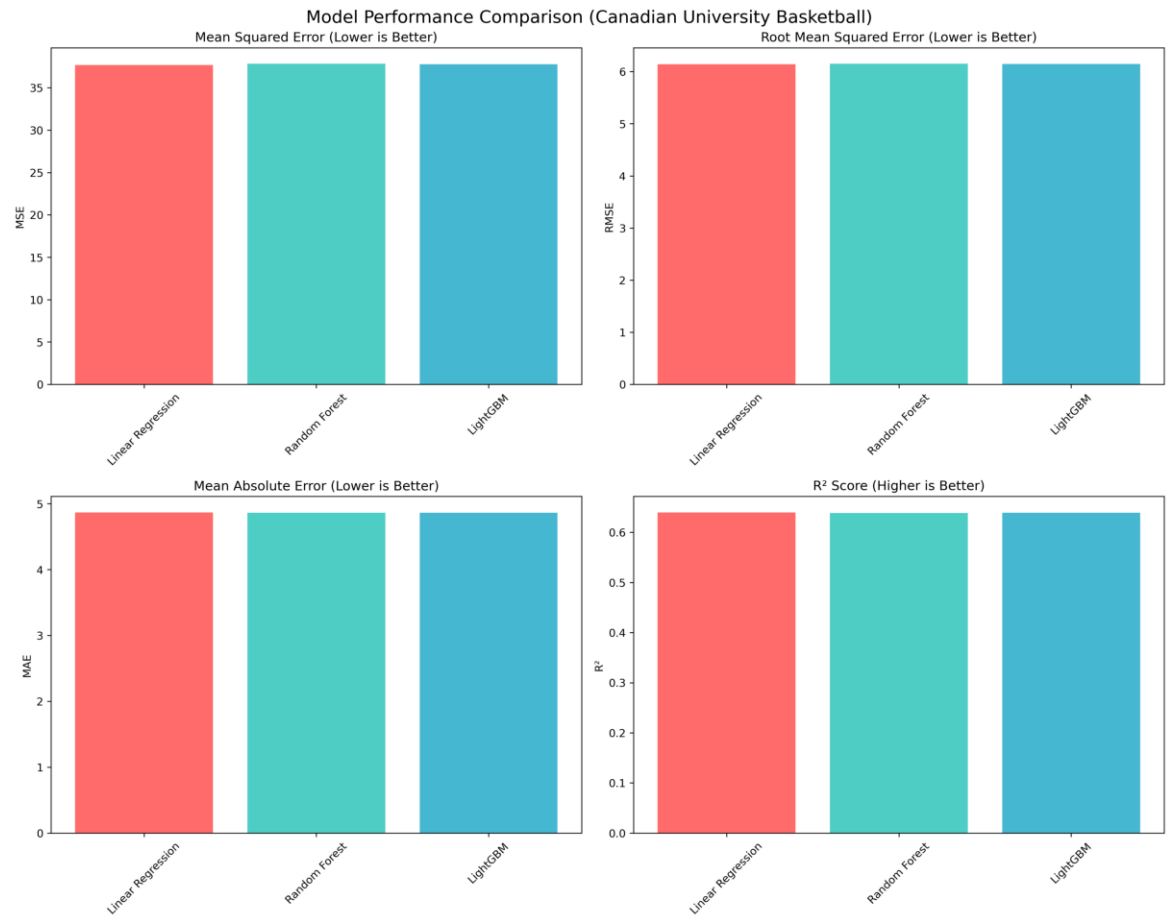 Model Performance Comparison (Canadian University Basketball)
Mean Squared Error (Lower is Better)
MSE
35
30
25
20
15
10
5
0
Linear Regression
Random Forest
LightGBM
Root Mean Squared Error (Lower is Better)
RMSE
6
5
4
3
2
1
0
Linear Regression
Random Forest
LightGBM
Mean Absolute Error (Lower is Better)
MAE
5
4
3
2
1
0
Linear Regression
Random Forest
LightGBM
R² Score (Higher is Better)
R²
0.6
0.5
0.4
0.3
0.2
0.1
0.0
Linear Regression
Random Forest
LightGBM